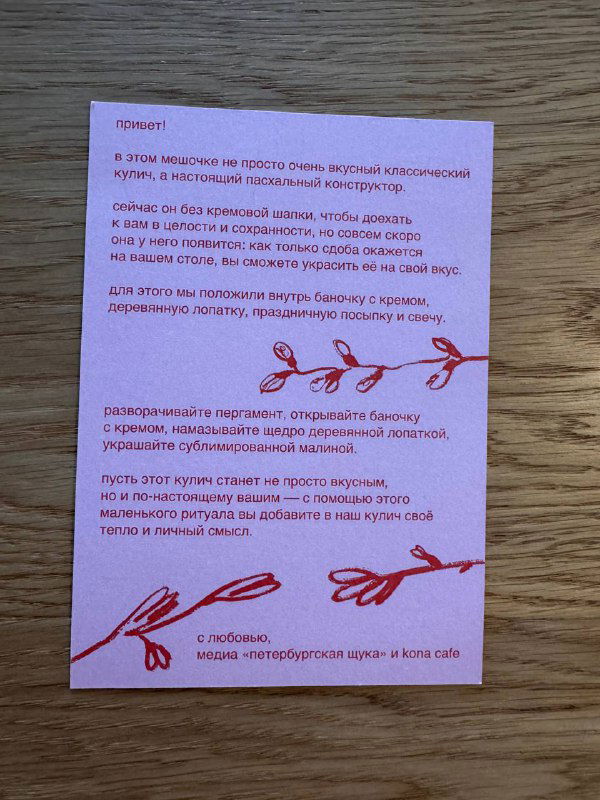 привет!
в этом мешочке не просто очень вкусный классический
кулич, а настоящий пасхальный конструктор.
сейчас он без кремовой шапки, чтобы доехать
к вам в целости и сохранности, но совсем скоро
она у него появится: как только сдоба окажется
на вашем столе, вы сможете украсить её на свой вкус.
для этого мы положили внутрь баночку с кремом,
деревянную лопатку, праздничную посыпку и свечу.
разворачивайте пергамент, открывайте баночку
с кремом, намазывайте щедро деревянной лопаткой,
украшайте сублимированной малиной.
пусть этот кулич станет не просто вкусным,
но и по-настоящему вашим — с помощью этого
маленького ритуала вы добавите в наш кулич своё
тепло и личный смысл.
с любовью,
медиа «петербургская щука» и kona cafe